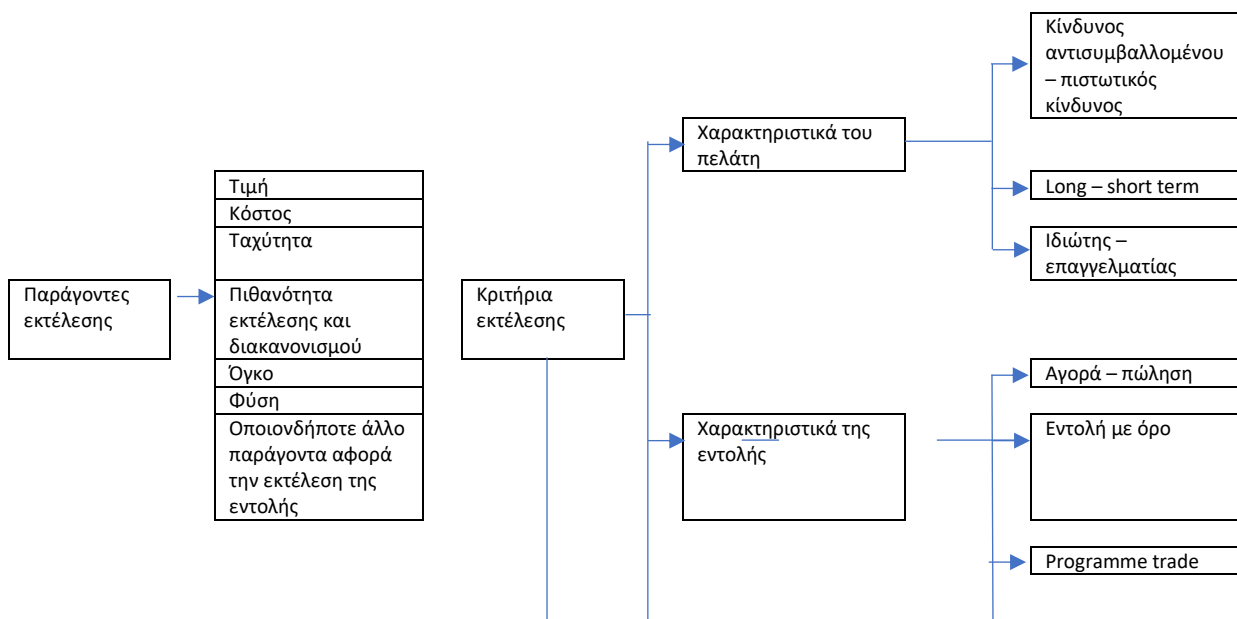 Παράγοντες
εκτέλεσης
Τιμή
Κόστος
Ταχύτητα
Πιθανότητα
εκτέλεσης και
διακανονισμού
Όγκο
Φύση
Οποιονδήποτε άλλο
παράγοντα αφορά
την εκτέλεση της
εντολής
Κριτήρια
εκτέλεσης
Χαρακτηριστικά του
πελάτη
Κίνδυνος
αντισυμβαλλομένου
– πιστωτικός
κίνδυνος
Long – short term
Ιδιώτης –
επαγγελματίας
Χαρακτηριστικά της
εντολής
Αγορά – πώληση
Εντολή με όρο
Programme trade